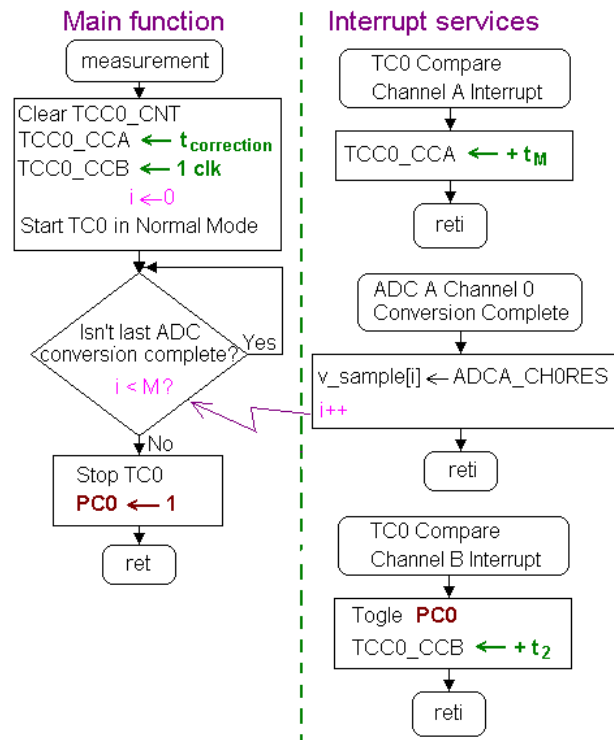 Main function
measurement
Clear TCC0_CNT
TCC0_CCA ← tcorrection
TCC0_CCB ← 1 clk
i ←0
Start TC0 in Normal Mode
Isn't last ADC
conversion complete?
Yes
i < M?
No
Stop TC0
PC0 ← 1
ret
Interrupt services
TC0 Compare
Channel A Interrupt
TCC0_CCA ← + tM
reti
ADC A Channel 0
Conversion Complete
v_sample[i] ← ADCA_CH0RES
i++
reti
TC0 Compare
Channel B Interrupt
Togle PC0
TCC0_CCB ← + t2
reti